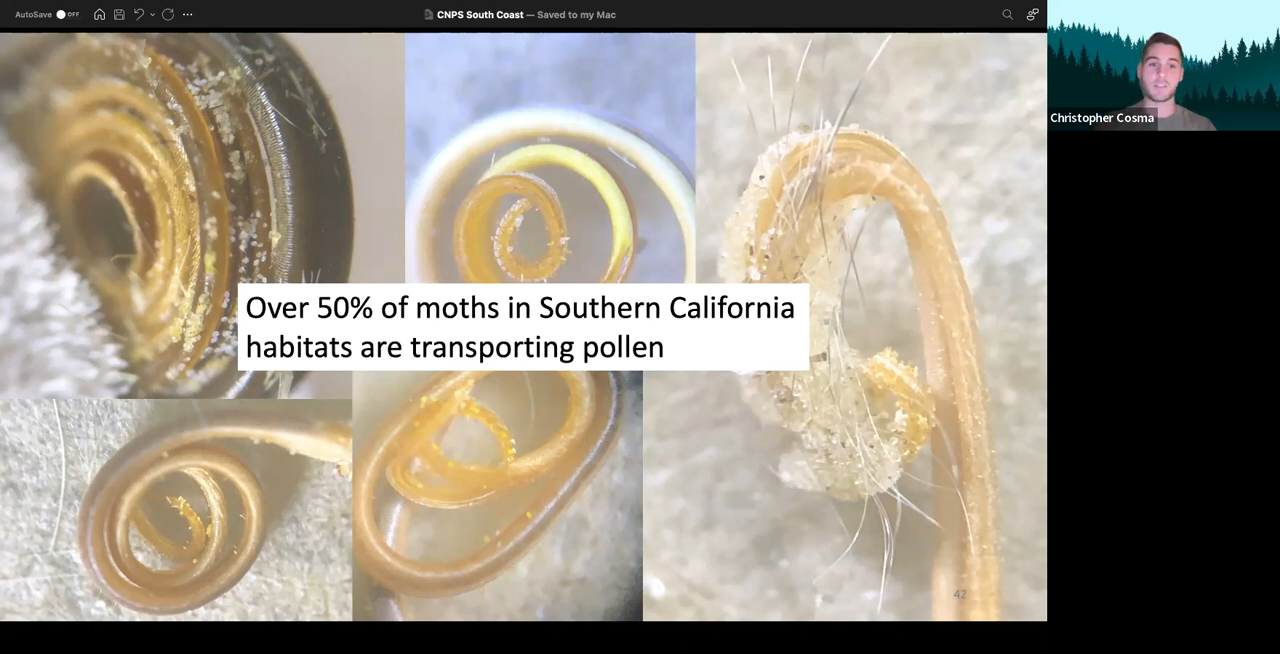 AutoSave OFF
CNPS South Coast — Saved to my Mac
Christopher Cosma
Over 50% of moths in Southern California
habitats are transporting pollen
42